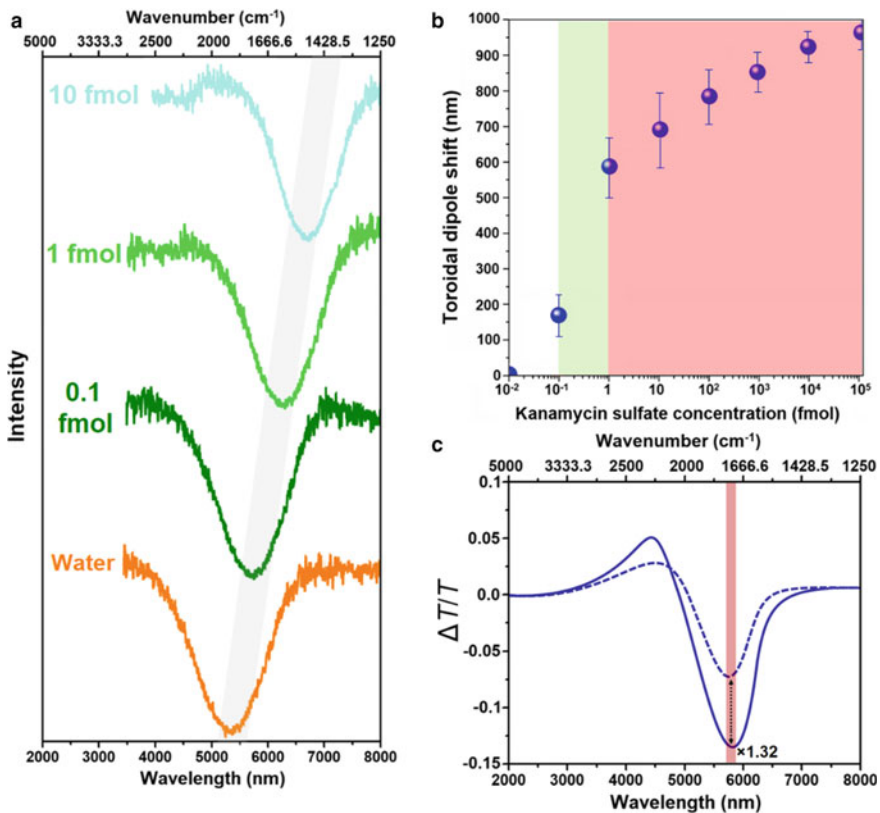 a
Wavenumber (cm⁻¹)
5000 3333.3 2500 2000 1666.6 1428.5 1250
10 fmol
1 fmol
0.1
fmol
Water
Intensity
2000 3000 4000 5000 6000 7000 8000
Wavelength (nm)
b
1000
900
800
700
600
500
400
300
200
100
0
Toroidal dipole shift (nm)
10⁻² 10⁻¹ 1 10 10² 10³ 10⁴ 10⁵
Kanamycin sulfate concentration (fmol)
c
Wavenumber (cm⁻¹)
5000 3333.3 2500 2000 1666.6 1428.5 1250
0.1
0.05
0.0
-0.05
-0.1
-0.15
ΔT/T
×1.32
2000 3000 4000 5000 6000 7000 8000
Wavelength (nm)